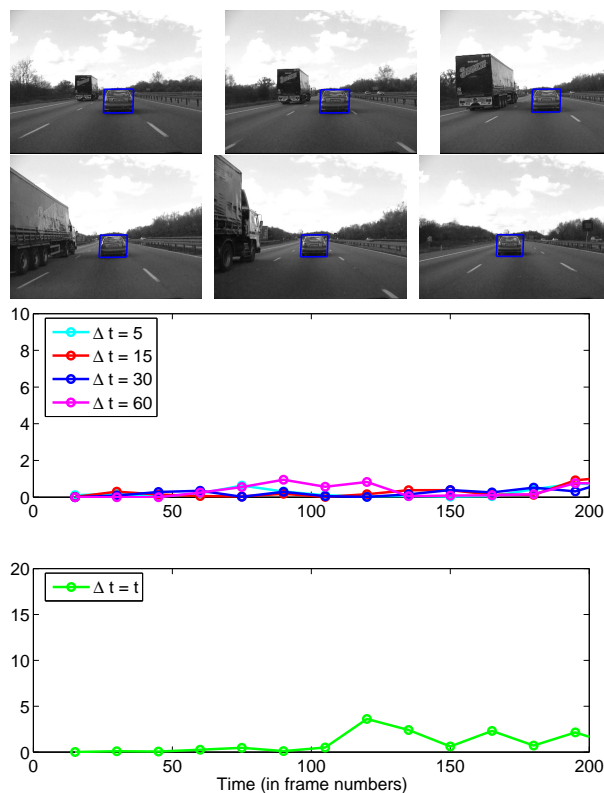 10
8
6
4
2
0
Δ t = 5
Δ t = 15
Δ t = 30
Δ t = 60
0 50 100 150 200
20
15
10
5
0
Δ t = t
0 50 100 150 200
Time (in frame numbers)